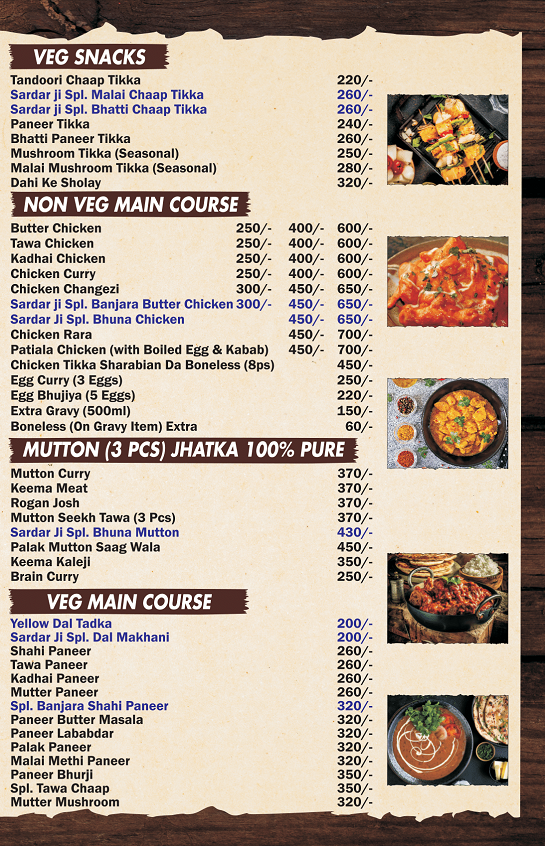 VEG SNACKS
Tandoori Chaap Tikka 220/-
Sardar ji Spl. Malai Chaap Tikka 260/-
Sardar ji Spl. Bhatti Chaap Tikka 260/-
Paneer Tikka 240/-
Bhatti Paneer Tikka 260/-
Mushroom Tikka (Seasonal) 250/-
Malai Mushroom Tikka (Seasonal) 280/-
Dahi Ke Sholay 320/-
NON VEG MAIN COURSE
Butter Chicken 250/- 400/- 600/-
Tawa Chicken 250/- 400/- 600/-
Kadhai Chicken 250/- 400/- 600/-
Chicken Curry 250/- 400/- 600/-
Chicken Changezi 300/- 450/- 650/-
Sardar ji Spl. Banjara Butter Chicken 300/- 450/- 650/-
Sardar Ji Spl. Bhuna Chicken 450/- 650/-
Chicken Rara 450/- 700/-
Patiala Chicken (with Boiled Egg & Kabab) 450/- 700/-
Chicken Tikka Sharabian Da Boneless (8ps) 450/-
Egg Curry (3 Eggs) 250/-
Egg Bhujiya (5 Eggs) 220/-
Extra Gravy (500ml) 150/-
Boneless (On Gravy Item) Extra 60/-
MUTTON (3 PCS) JHATKA 100% PURE
Mutton Curry 370/-
Keema Meat 370/-
Rogan Josh 370/-
Mutton Seekh Tawa (3 Pcs) 370/-
Sardar Ji Spl. Bhuna Mutton 430/-
Palak Mutton Saag Wala 450/-
Keema Kaleji 350/-
Brain Curry 250/-
VEG MAIN COURSE
Yellow Dal Tadka 200/-
Sardar Ji Spl. Dal Makhani 200/-
Shahi Paneer 260/-
Tawa Paneer 260/-
Kadhai Paneer 260/-
Mutter Paneer 260/-
Spl. Banjara Shahi Paneer 320/-
Paneer Butter Masala 320/-
Paneer Lababdar 320/-
Palak Paneer 320/-
Malai Methi Paneer 320/-
Paneer Bhurji 350/-
Spl. Tawa Chaap 350/-
Mutter Mushroom 320/-